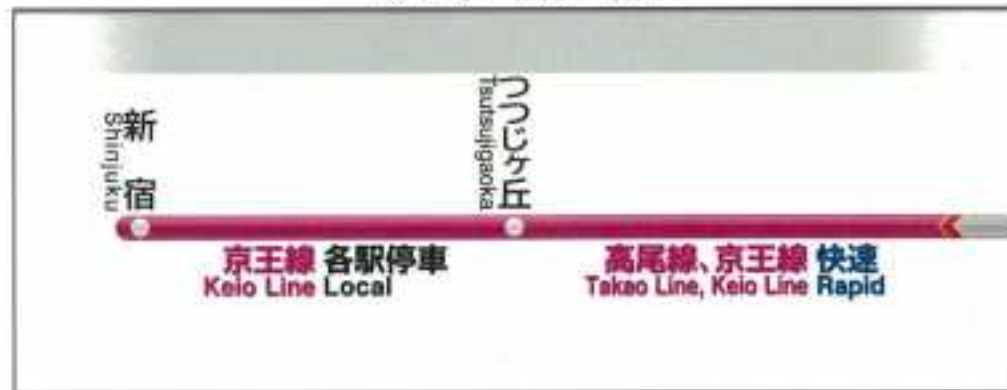 新宿
Shinjuku
つつじヶ丘
Tsutsujigaoka
京王線 各駅停車
Keio Line Local
高尾線、京王線 快速
Takao Line, Keio Line Rapid